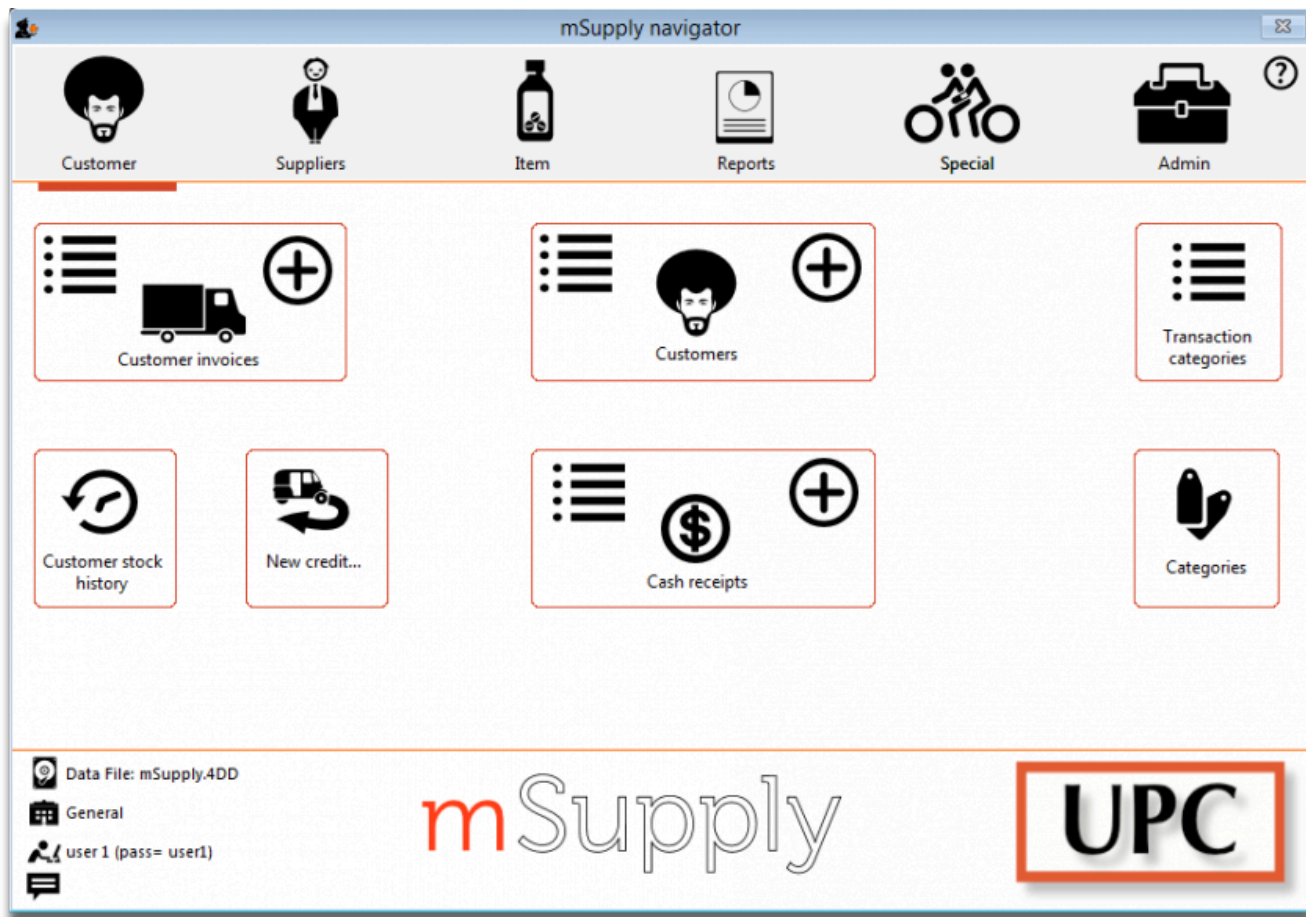 mSupply navigator
?
Customer
Suppliers
Item
Reports
Special
Admin
Customer invoices
Customers
Transaction
categories
Customer stock
history
New credit...
$
Cash receipts
Categories
Data File: mSupply.4DD
General
user 1 (pass= user1)
mSupply
UPC